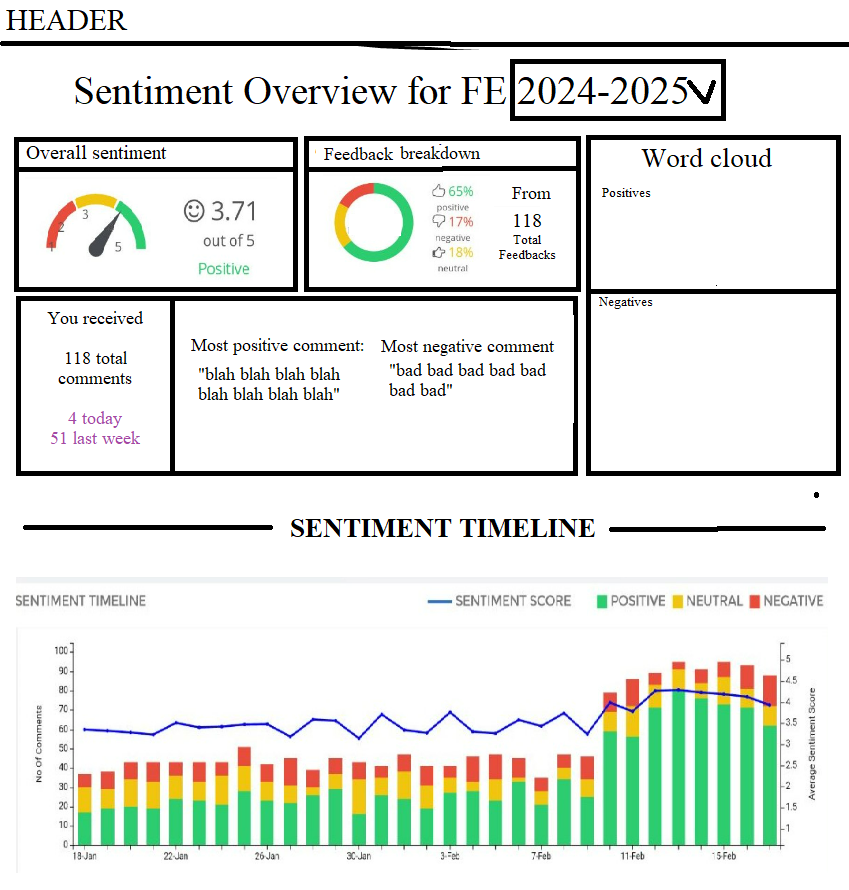 HEADER
Sentiment Overview for FE 2024-2025
Overall sentiment
1
2
3
5
3.71
out of 5
Positive
Feedback breakdown
65%
positive
17%
negative
18%
neutral
From
118
Total
Feedbacks
Word cloud
Positives
Negatives
You received
118 total
comments
4 today
51 last week
Most positive comment:
"blah blah blah blah
blah blah blah blah"
Most negative comment
"bad bad bad bad bad
bad bad"
SENTIMENT TIMELINE
SENTIMENT TIMELINE
SENTIMENT SCORE
POSITIVE
NEUTRAL
NEGATIVE
No Of Comments
100
90
80
70
60
50
40
30
20
10
0
5
4.5
4
3.5
3
2.5
2
1.5
1
Average Sentiment Score
18-Jan
22-Jan
26-Jan
30-Jan
3-Feb
7-Feb
11-Feb
15-Feb